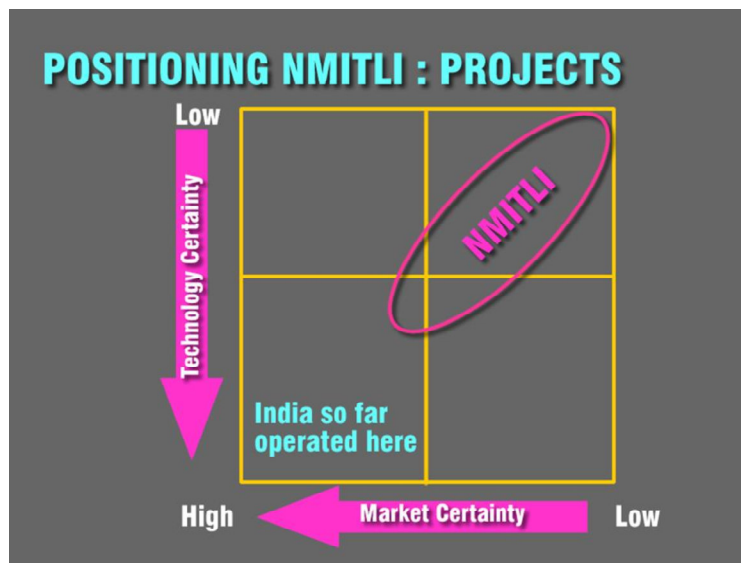 POSITIONING NMITLI : PROJECTS
Low
Technology Certainty
NMITLI
India so far
operated here
High
Market Certainty
Low